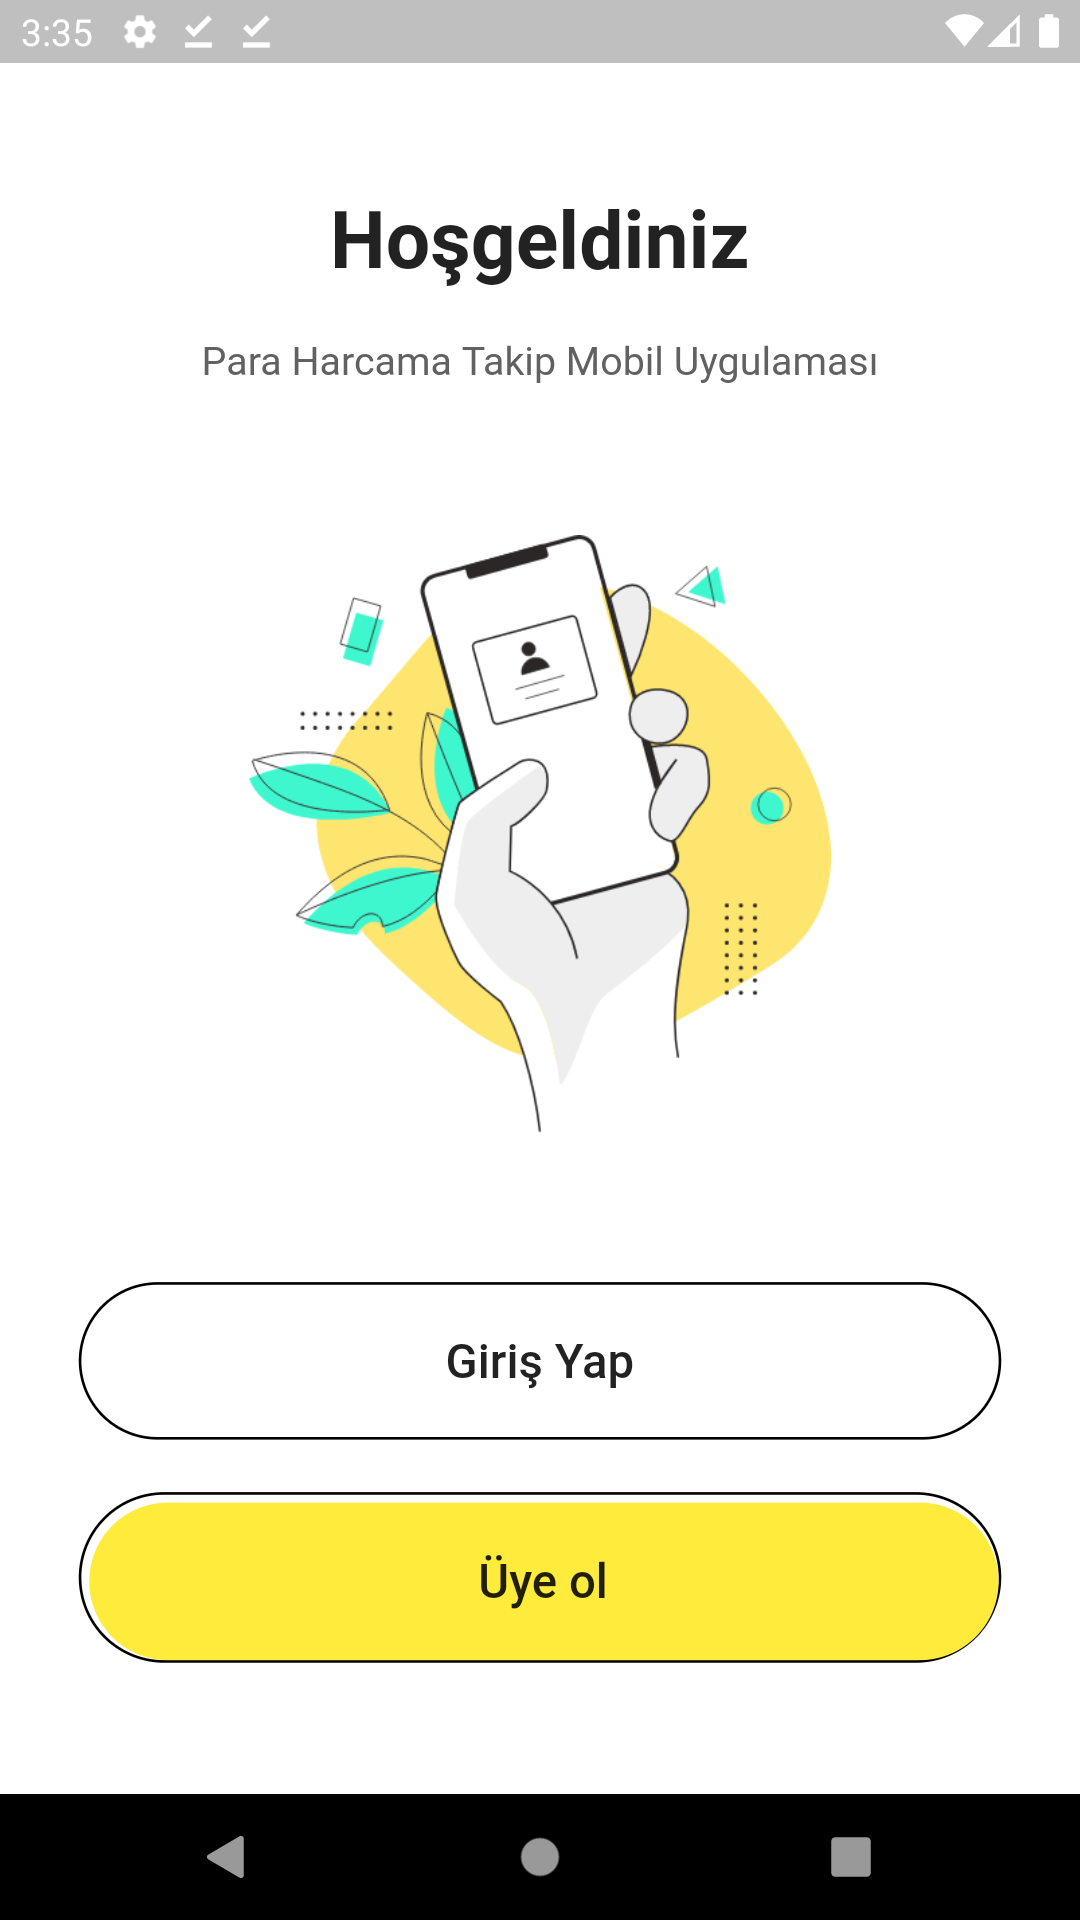 3:35
Hoşgeldiniz
Para Harcama Takip Mobil Uygulaması
Giriş Yap
Üye ol